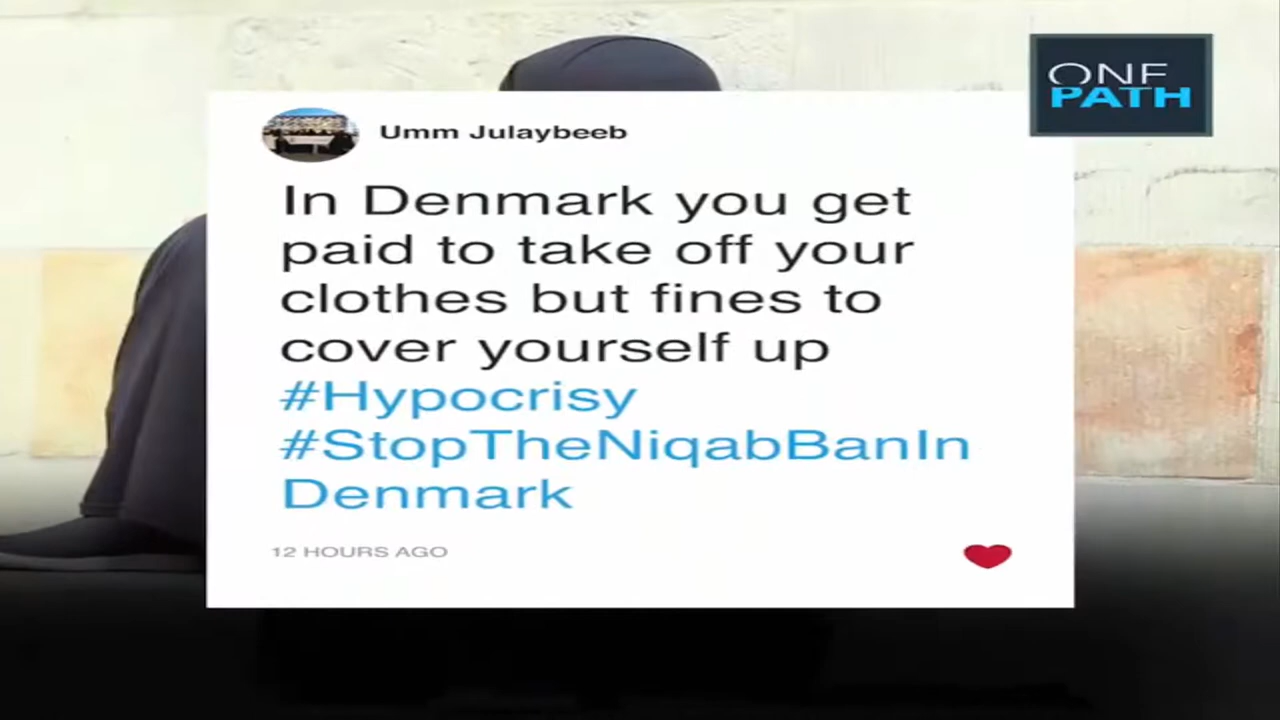 ONE
PATH
Umm Julaybeeb
In Denmark you get
paid to take off your
clothes but fines to
cover yourself up
#Hypocrisy
#StopTheNiqabBanIn
Denmark
12 HOURS AGO